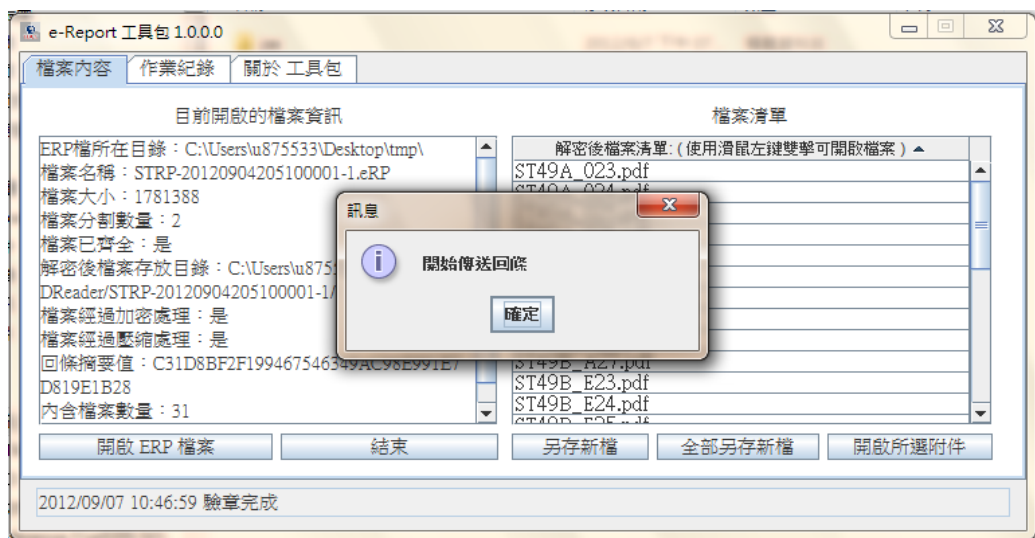 e-Report 工具包 1.0.0.0
檔案內容
作業紀錄
關於 工具包
目前開啟的檔案資訊
ERP檔所在目錄：C:\Users\u875533\Desktop\tmp\
檔案名稱：STRP-20120904205100001-1.eRP
檔案大小：1781388
檔案分割數量：2
檔案已齊全：是
解密後檔案存放目錄：C:\Users\u875
DReader/STRP-20120904205100001-1/
檔案經過加密處理：是
檔案經過壓縮處理：是
回條摘要值：C31D8BF2F199467546349AC98E991E7
D819E1B28
內含檔案數量：31
開啟 ERP 檔案
結束
檔案清單
解密後檔案清單:（使用滑鼠左鍵雙擊可開啟檔案）
ST49A_023.pdf
ST49A_024.pdf
ST49B_A27.pdf
ST49B_E23.pdf
ST49B_E24.pdf
ST49B_E25.pdf
另存新檔
全部另存新檔
開啟所選附件
訊息
開始傳送回條
確定
2012/09/07 10:46:59 驗章完成